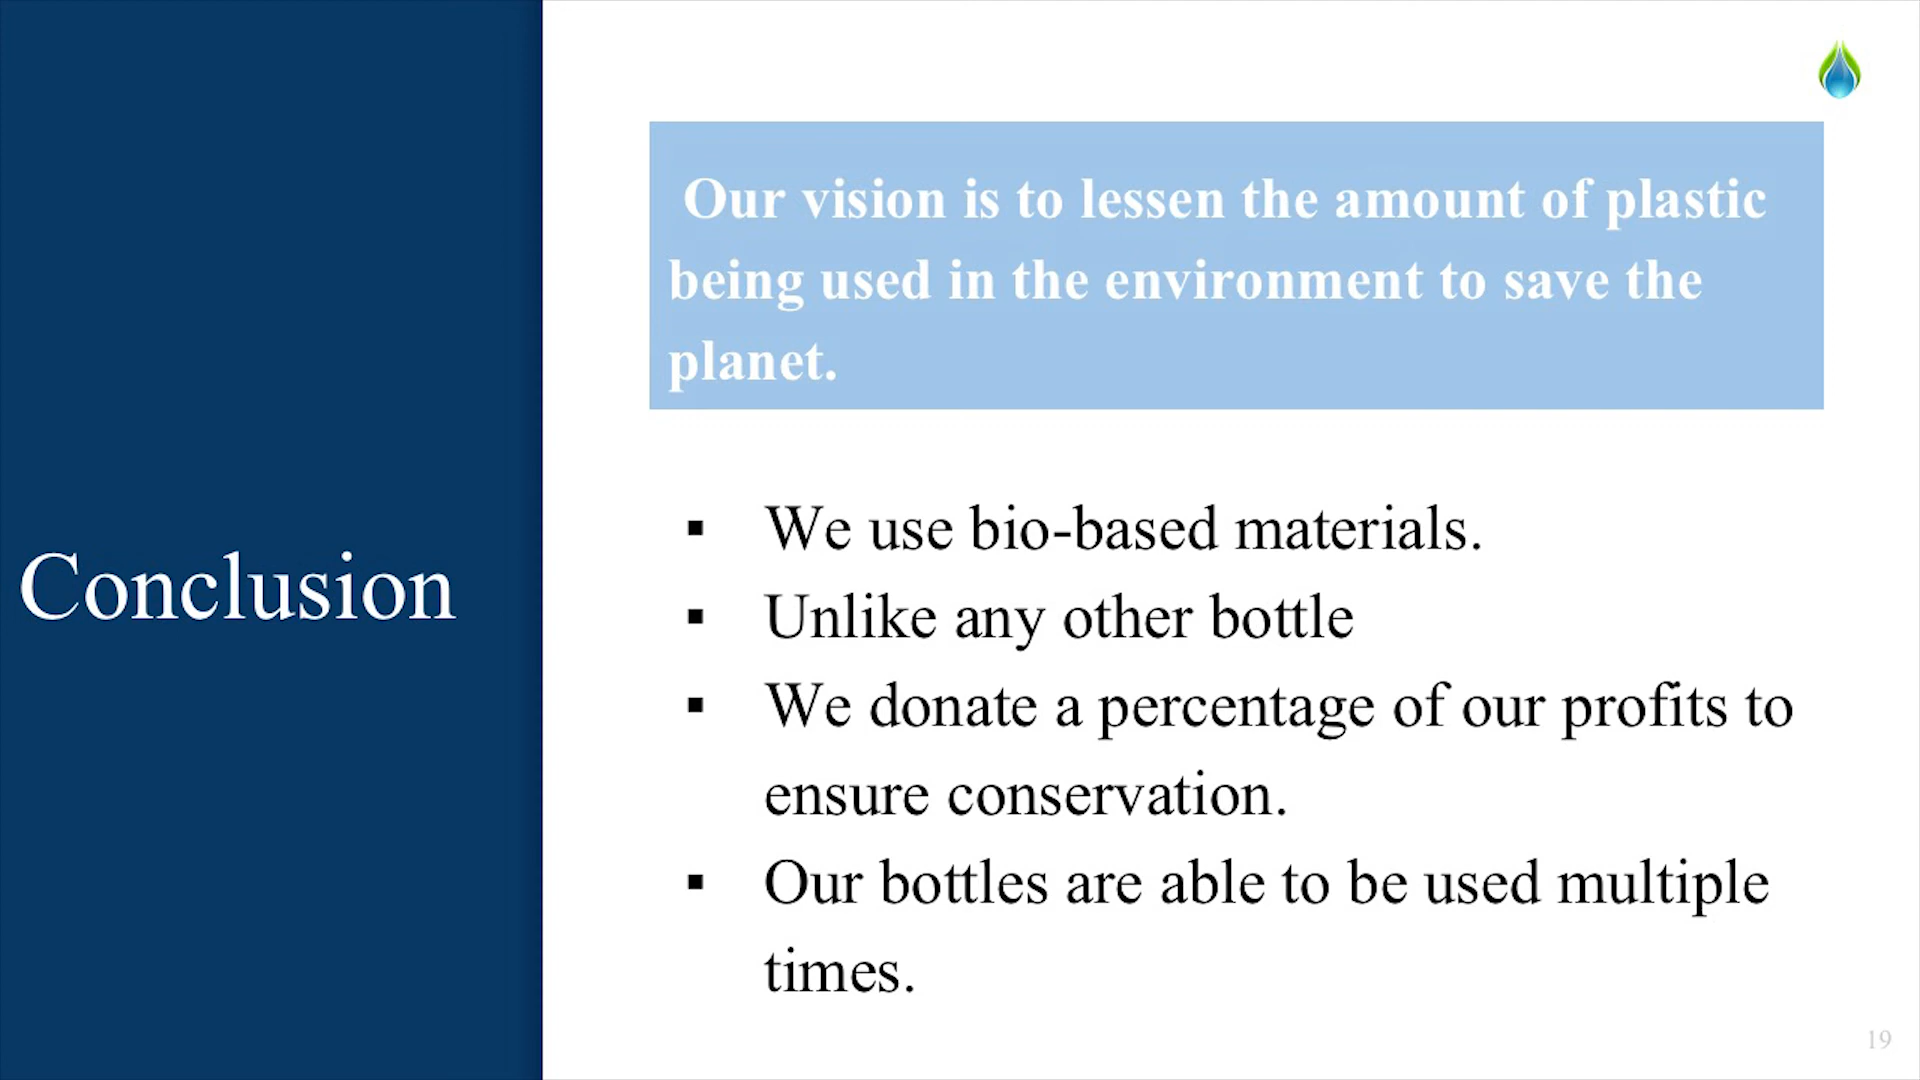 Our vision is to lessen the amount of plastic
being used in the environment to save the
planet.
Conclusion
▪ We use bio-based materials.
▪ Unlike any other bottle
▪ We donate a percentage of our profits to
ensure conservation.
▪ Our bottles are able to be used multiple
times.
19